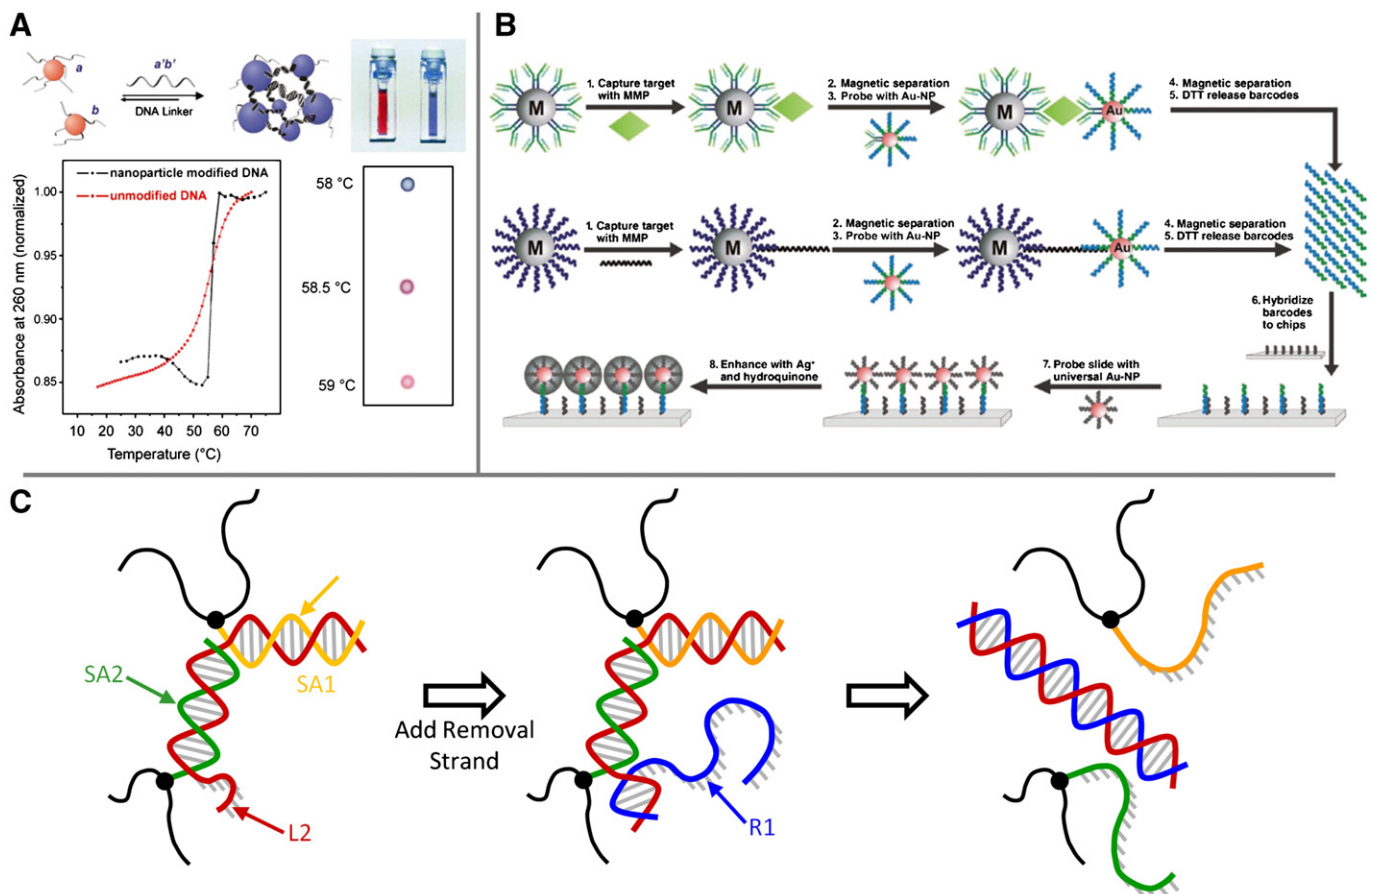 A
a
a'b'
DNA Linker
b
nanoparticle modified DNA
unmodified DNA
Absorbance at 260 nm (normalized)
1.00
0.95
0.90
0.85
10 20 30 40 50 60 70
Temperature (°C)
58 °C
58.5 °C
59 °C
B
M
1. Capture target
with MMP
M
2. Magnetic separation
3. Probe with Au-NP
M
Au
4. Magnetic separation
5. DTT release barcodes
M
1. Capture target
with MMP
M
2. Magnetic separation
3. Probe with Au-NP
M
Au
4. Magnetic separation
5. DTT release barcodes
6. Hybridize
barcodes
to chips
7. Probe slide with
universal Au-NP
8. Enhance with Ag⁺
and hydroquinone
C
SA2
SA1
L2
Add Removal
Strand
R1